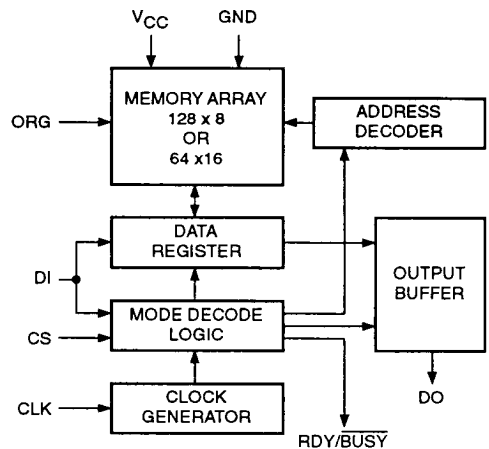 VCC
GND
ORG
MEMORY ARRAY
128 x 8
OR
64 x16
ADDRESS
DECODER
DATA
REGISTER
DI
OUTPUT
BUFFER
MODE DECODE
LOGIC
CS
CLK
CLOCK
GENERATOR
DO
RDY/BUSY